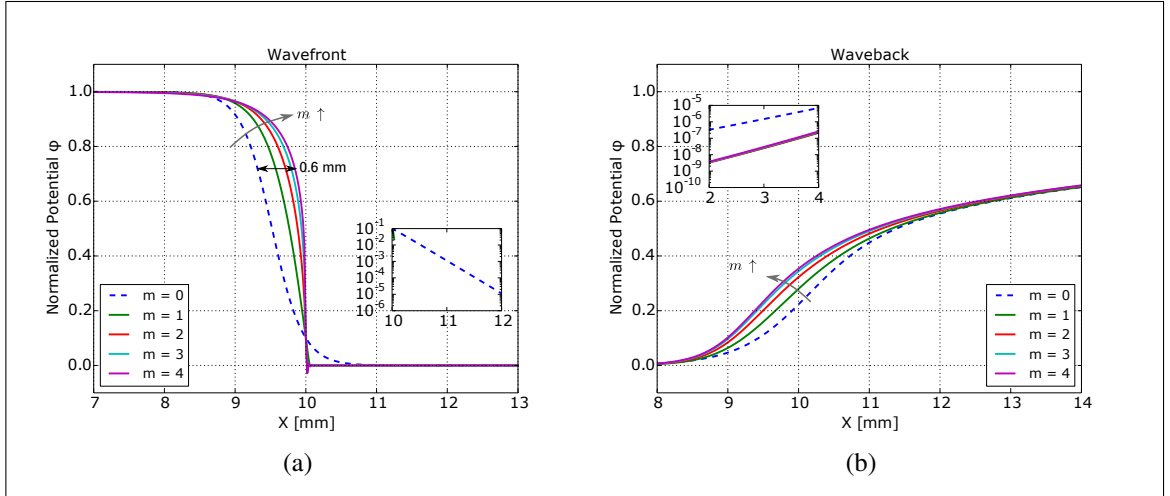 Wavefront
Normalized Potential φ
1.0
0.8
0.6
0.4
0.2
0.0
m ↑
0.6 mm
10⁻¹
10⁻²
10⁻³
10⁻⁴
10⁻⁵
10⁻⁶
10 11 12
m = 0
m = 1
m = 2
m = 3
m = 4
7 8 9 10 11 12 13
X [mm]
(a)
Waveback
Normalized Potential φ
1.0
0.8
0.6
0.4
0.2
0.0
10⁻⁵
10⁻⁶
10⁻⁷
10⁻⁸
10⁻⁹
10⁻¹⁰
2 3 4
m ↑
m = 0
m = 1
m = 2
m = 3
m = 4
8 9 10 11 12 13 14
X [mm]
(b)